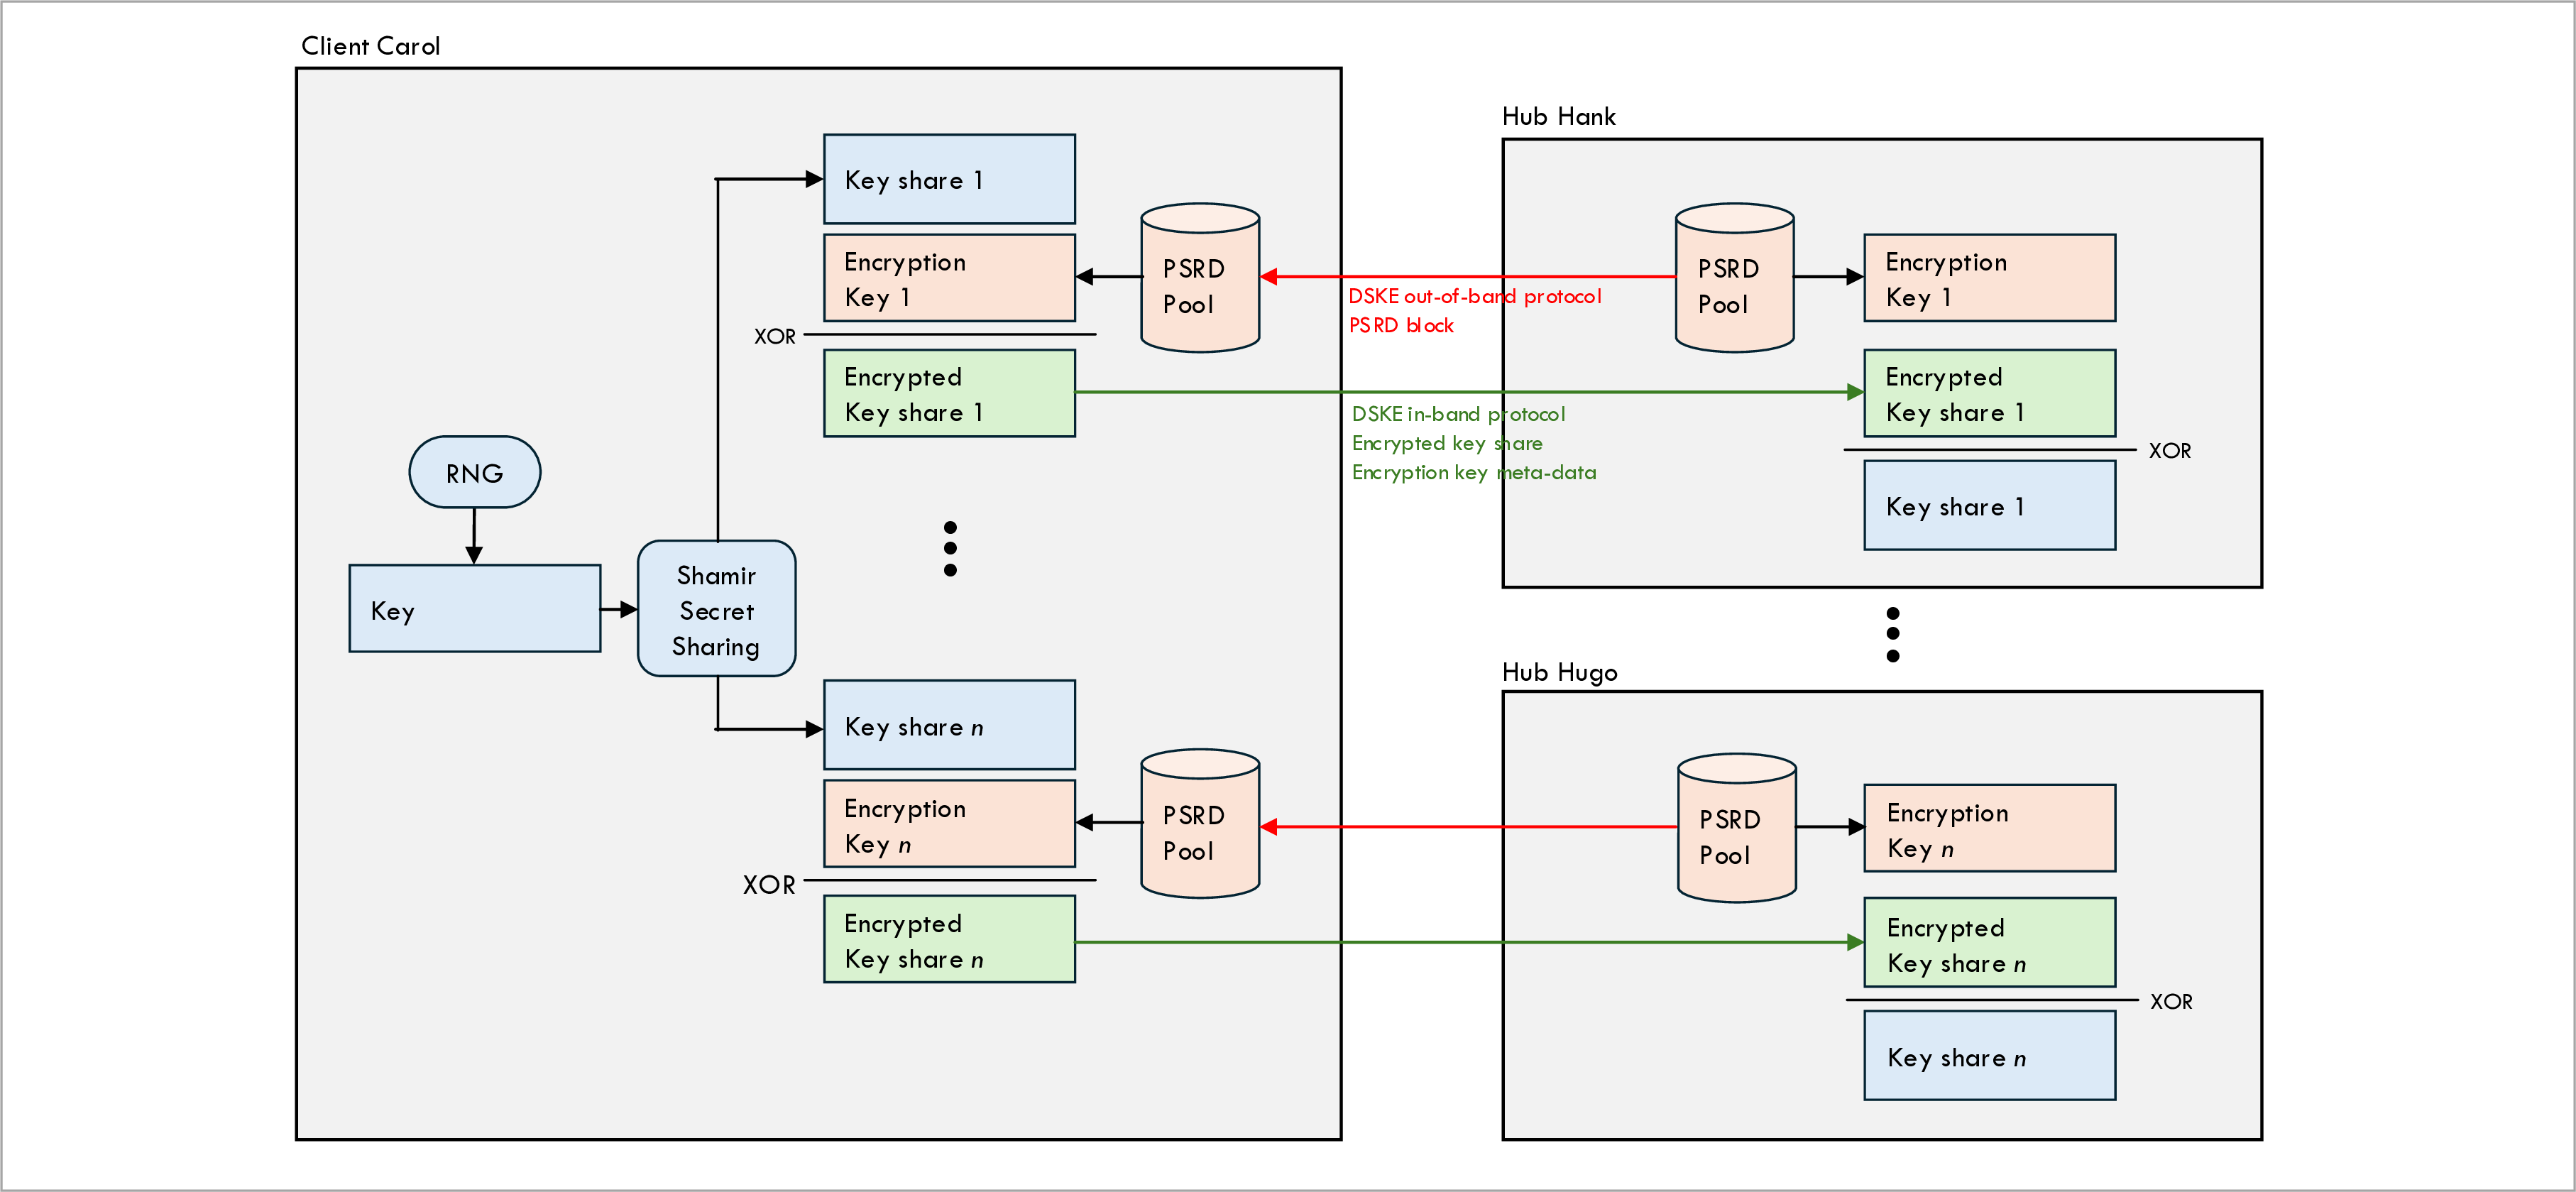 Client Carol
Key share 1
Encryption
Key 1
XOR
Encrypted
Key share 1
PSRD
Pool
RNG
Key
Shamir
Secret
Sharing
Key share n
Encryption
Key n
XOR
Encrypted
Key share n
PSRD
Pool
DSKE out-of-band protocol
PSRD block
DSKE in-band protocol
Encrypted key share
Encryption key meta-data
Hub Hank
PSRD
Pool
Encryption
Key 1
Encrypted
Key share 1
XOR
Key share 1
Hub Hugo
PSRD
Pool
Encryption
Key n
Encrypted
Key share n
XOR
Key share n